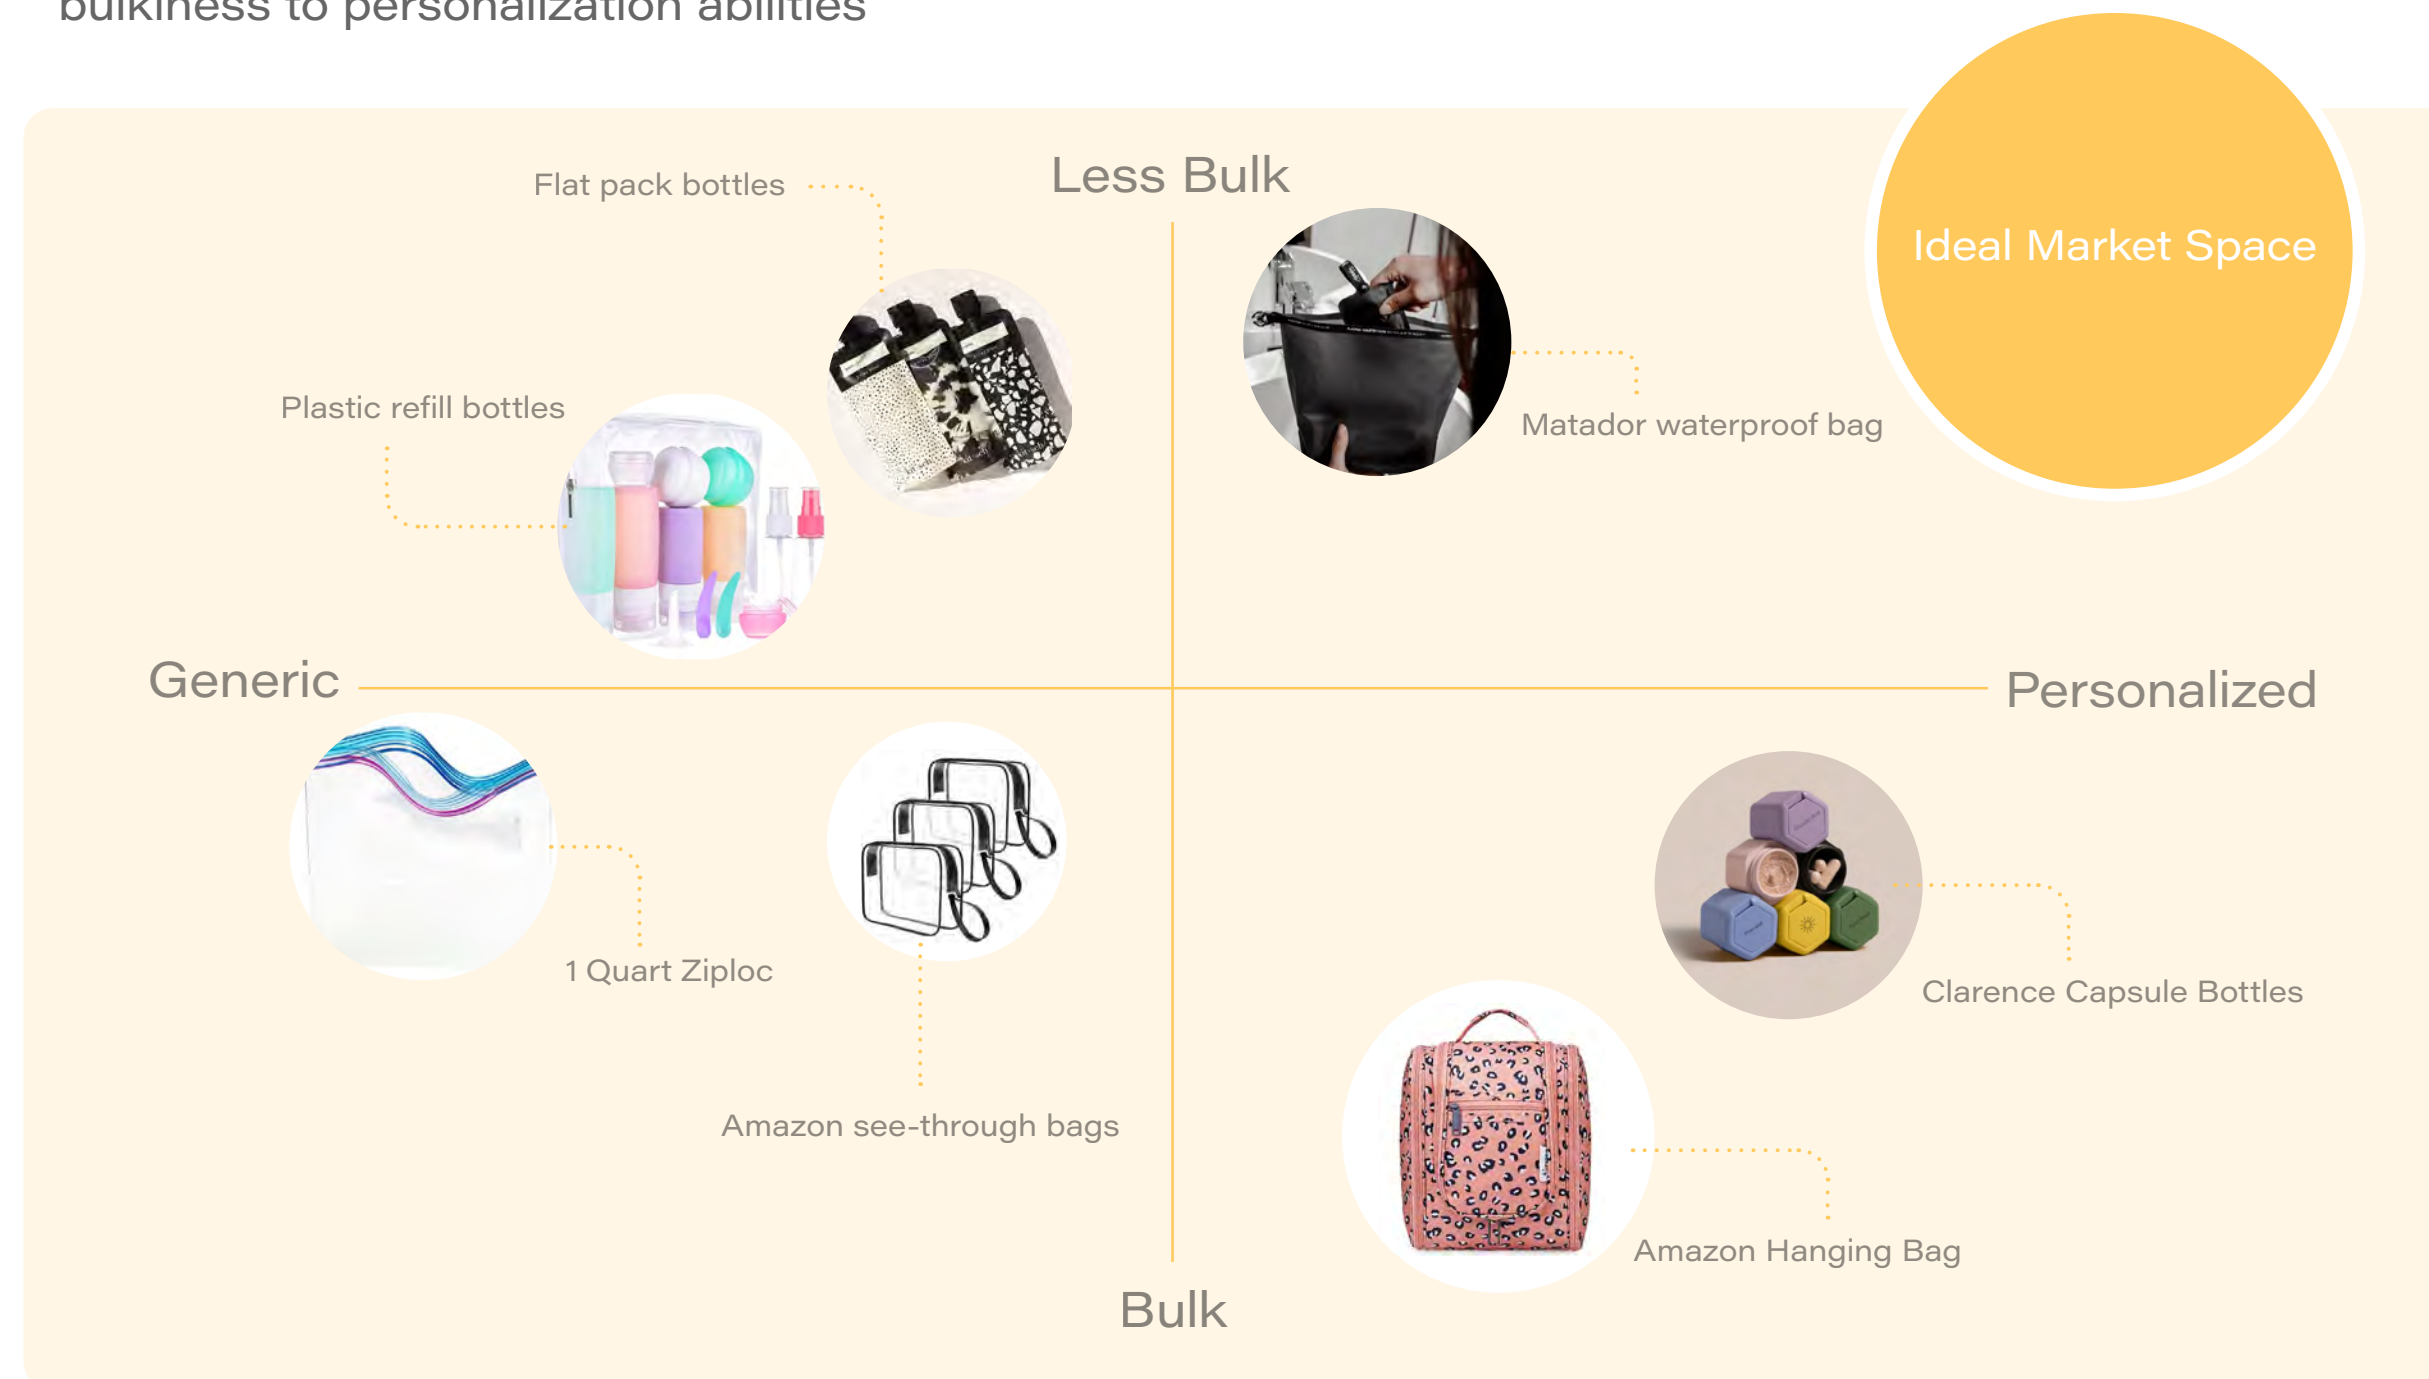 bulkiness to personalization abilities
Less Bulk
Flat pack bottles
Ideal Market Space
Plastic refill bottles
Matador waterproof bag
Generic
Personalized
1 Quart Ziploc
Clarence Capsule Bottles
Amazon see-through bags
Amazon Hanging Bag
Bulk